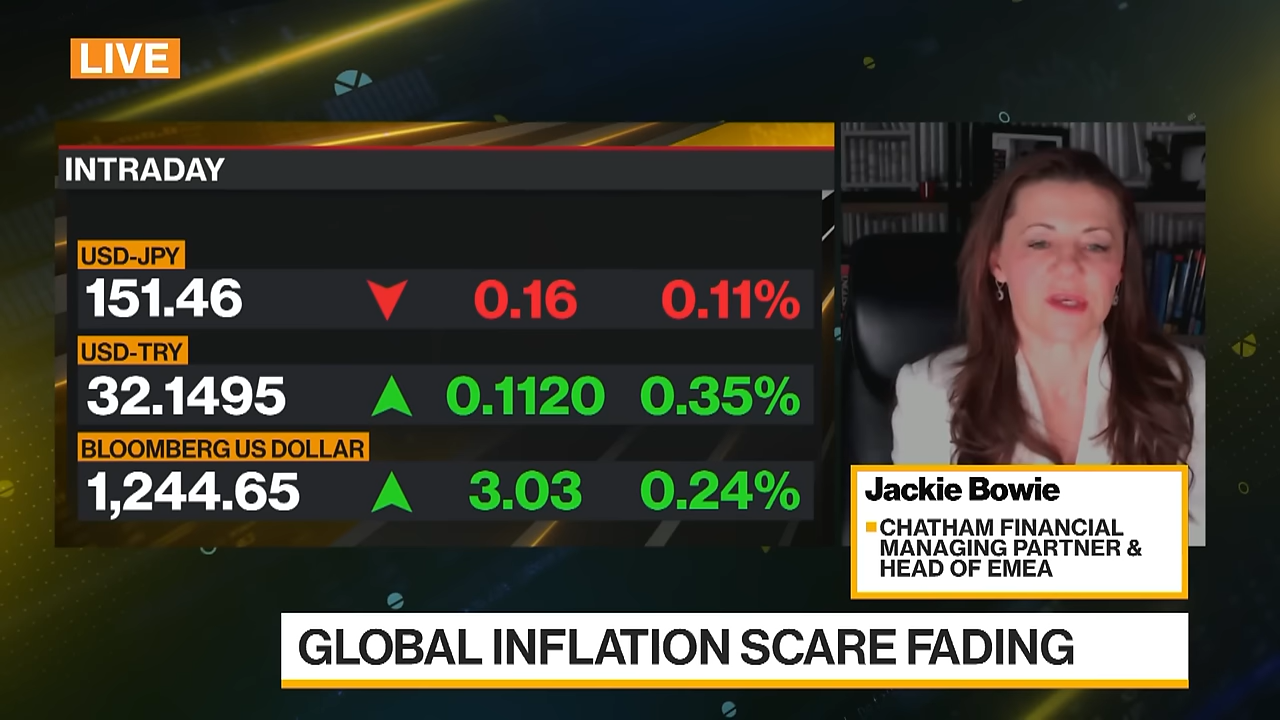 LIVE
INTRADAY
USD-JPY
151.46 0.16 0.11%
USD-TRY
32.1495 0.1120 0.35%
BLOOMBERG US DOLLAR
1,244.65 3.03 0.24%
Jackie Bowie
CHATHAM FINANCIAL
MANAGING PARTNER &
HEAD OF EMEA
GLOBAL INFLATION SCARE FADING